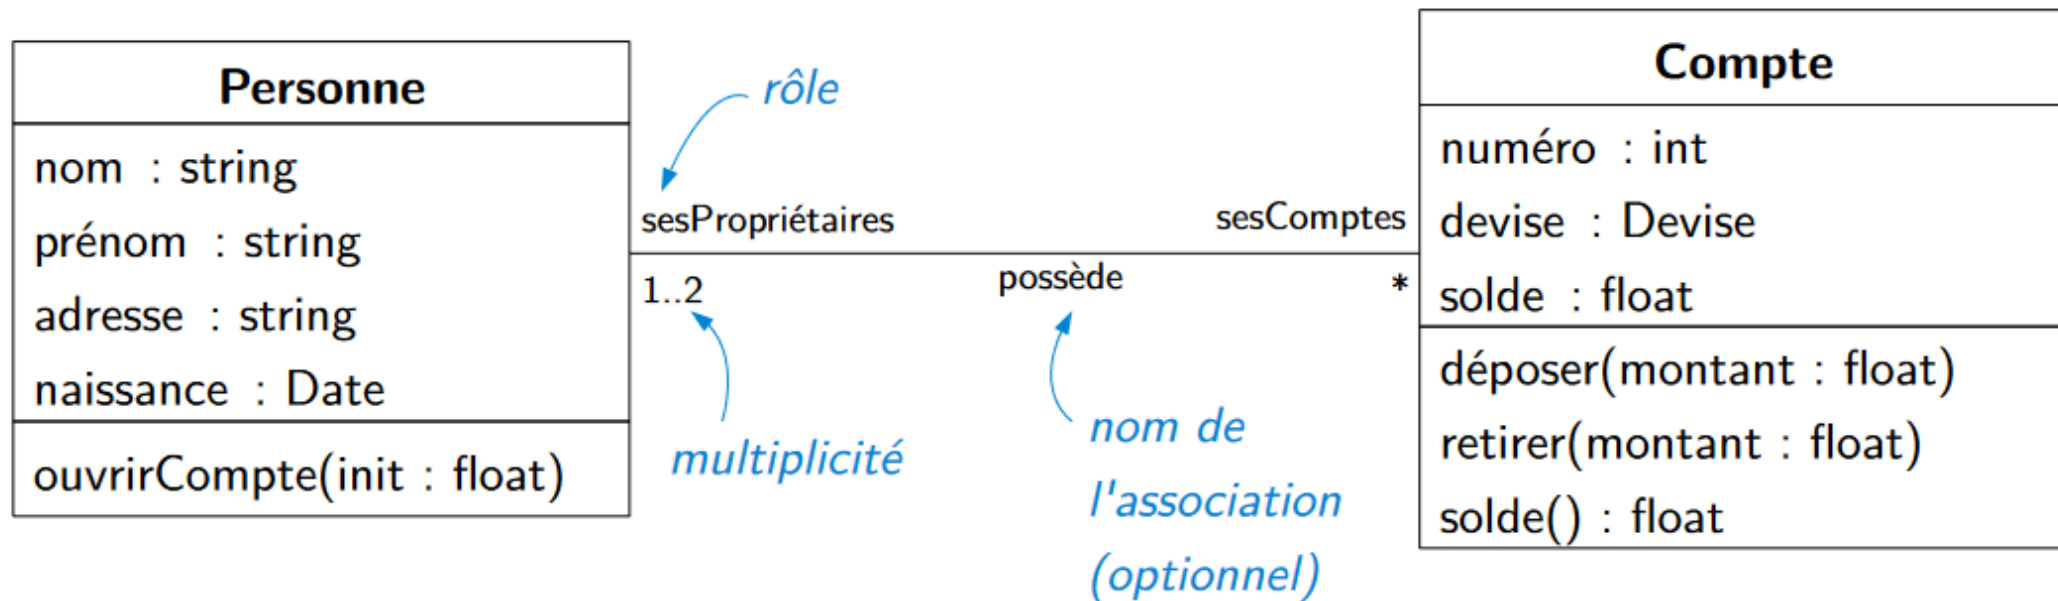 Personne
nom : string
prénom : string
adresse : string
naissance : Date
ouvrirCompte(init : float)
rôle
sesPropriétaires
1..2
multiplicité
possède
nom de
l'association
(optionnel)
sesComptes
*
Compte
numéro : int
devise : Devise
solde : float
déposer(montant : float)
retirer(montant : float)
solde() : float